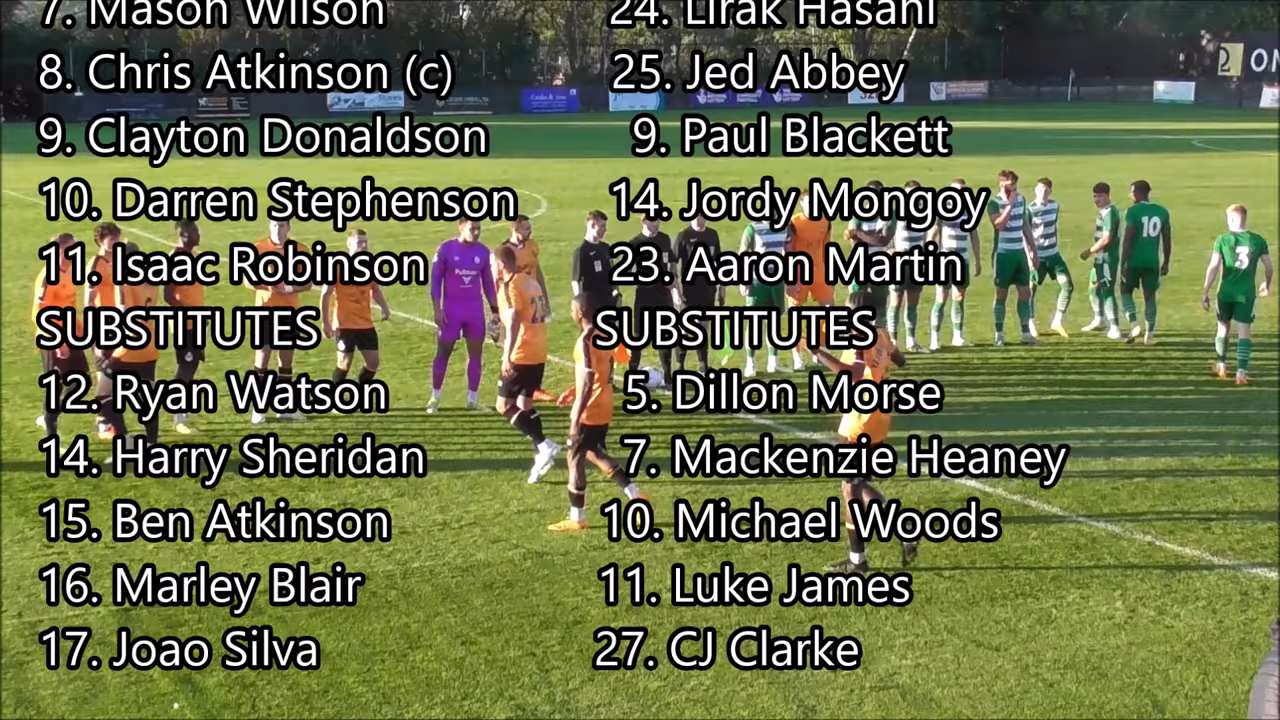 7. Mason Wilson
8. Chris Atkinson (c)
9. Clayton Donaldson
10. Darren Stephenson
11. Isaac Robinson
SUBSTITUTES
12. Ryan Watson
14. Harry Sheridan
15. Ben Atkinson
16. Marley Blair
17. Joao Silva
24. Lirak Hasani
25. Jed Abbey
9. Paul Blackett
14. Jordy Mongoy
23. Aaron Martin
SUBSTITUTES
5. Dillon Morse
7. Mackenzie Heaney
10. Michael Woods
11. Luke James
27. CJ Clarke
10
3